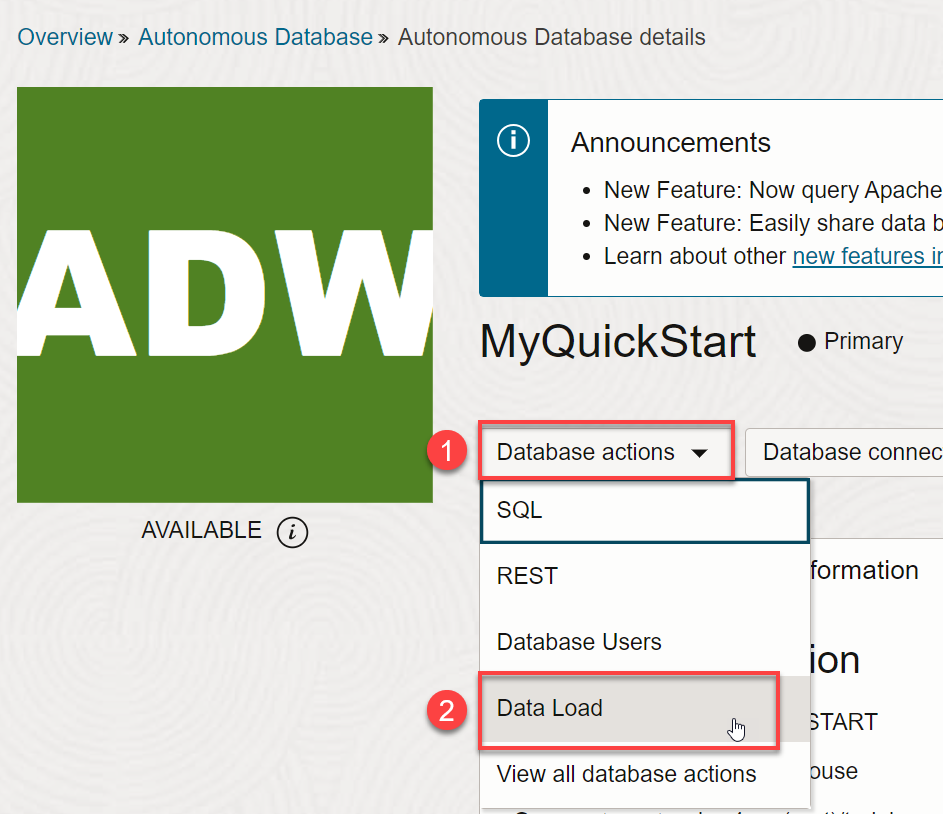 Overview » Autonomous Database » Autonomous Database details
ADW
AVAILABLE
Announcements
• New Feature: Now query Apache
• New Feature: Easily share data b
• Learn about other new features in
MyQuickStart
Primary
1
Database actions
Database connec
SQL
REST
formation
Database Users
ion
2
Data Load
START
ouse
View all database actions